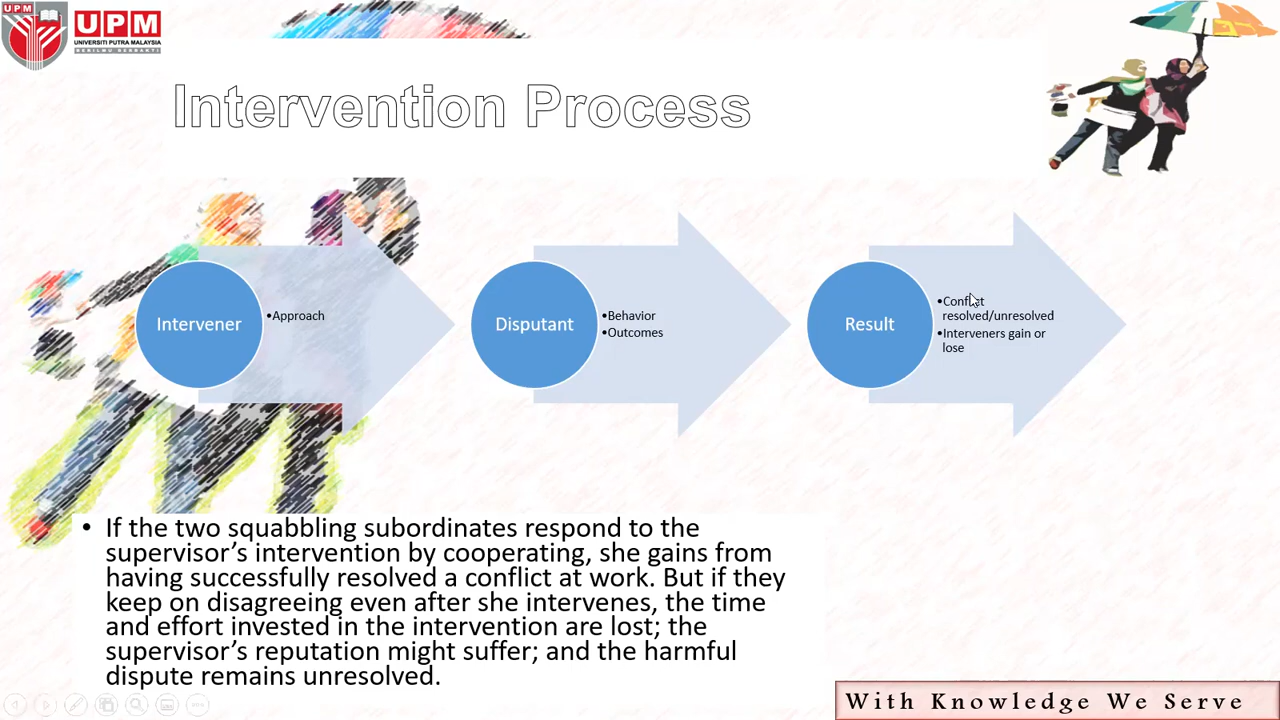 UPM
UPM
UNIVERSITI PUTRA MALAYSIA
BERILMU BERBAKTI
Intervention Process
Intervener
•Approach
Disputant
•Behavior
•Outcomes
Result
•Conflict
resolved/unresolved
•Interveners gain or
lose
• If the two squabbling subordinates respond to the
supervisor’s intervention by cooperating, she gains from
having successfully resolved a conflict at work. But if they
keep on disagreeing even after she intervenes, the time
and effort invested in the intervention are lost; the
supervisor’s reputation might suffer; and the harmful
dispute remains unresolved.
With Knowledge We Serve